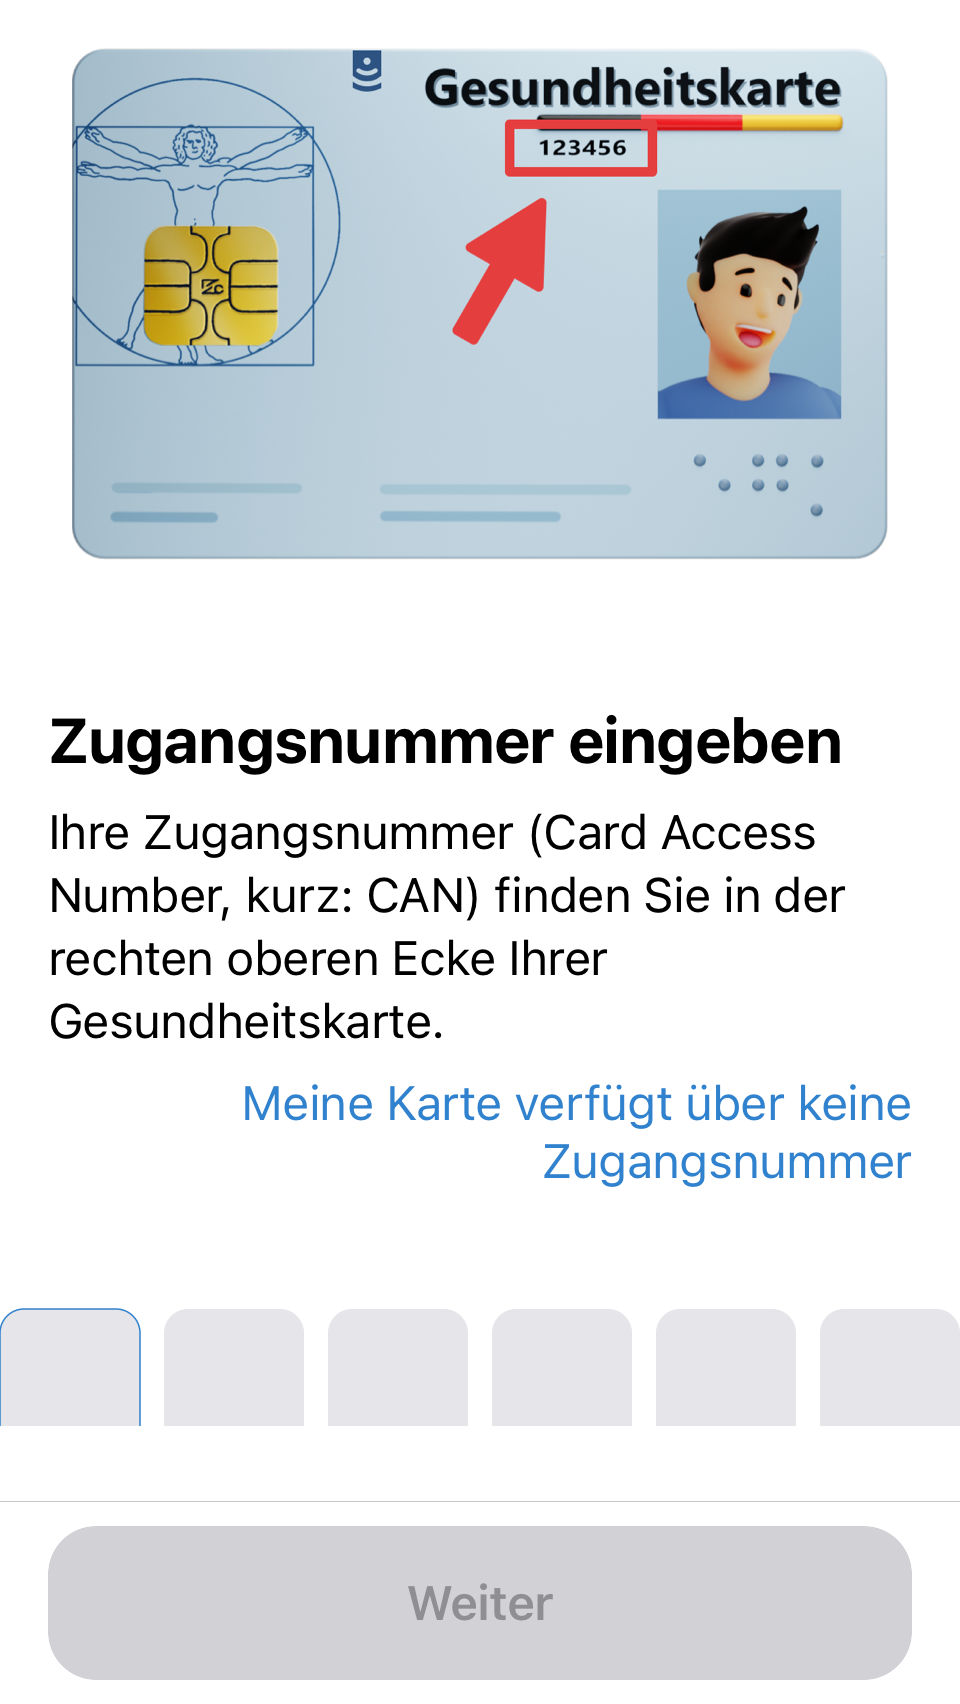 Gesundheitskarte
123456
Zugangsnummer eingeben
Ihre Zugangsnummer (Card Access
Number, kurz: CAN) finden Sie in der
rechten oberen Ecke Ihrer
Gesundheitskarte.
Meine Karte verfügt über keine
Zugangsnummer
Weiter